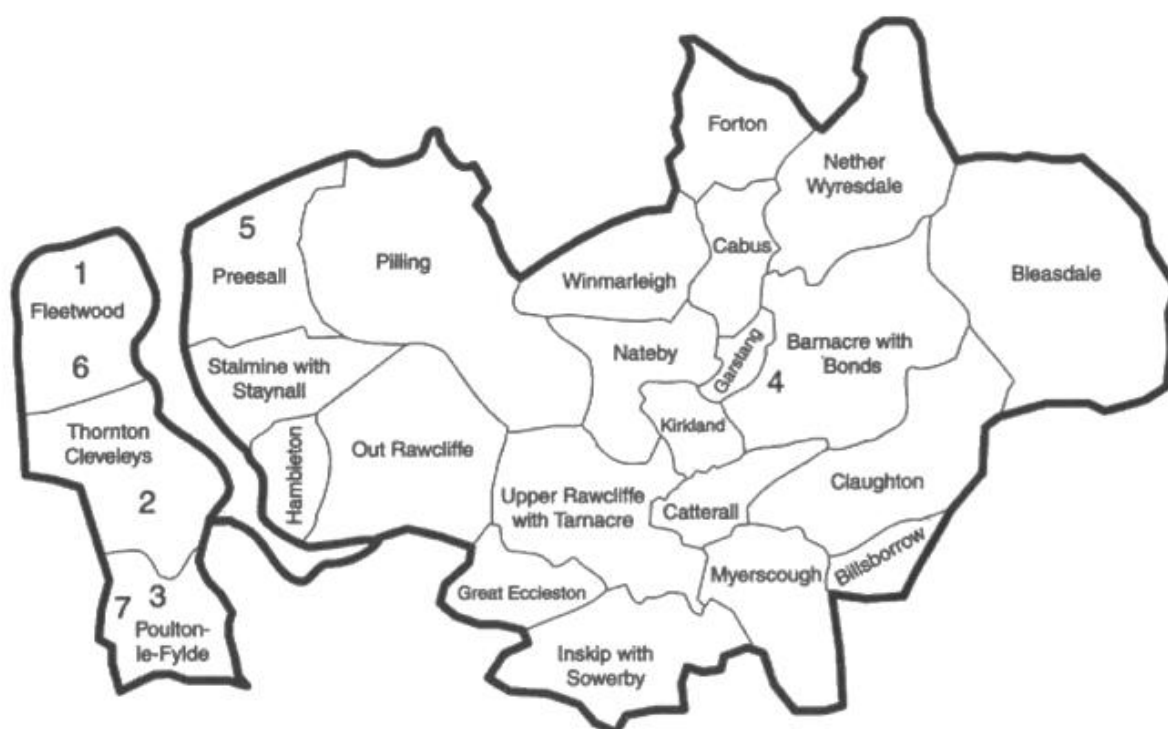 Forton
Nether
Wyresdale
5
Preesall
Pilling
Winmarleigh
Cabus
Bleasdale
1
Fleetwood
6
Stalmine with
Staynall
Nateby
Garstang
4
Barnacre with
Bonds
Thornton
Cleveleys
2
Hambleton
Out Rawcliffe
Kirkland
Upper Rawcliffe
with Tarnacre
Catterall
Claughton
7
3
Poulton-
le-Fylde
Great Eccleston
Myerscough
Billsborrow
Inskip with
Sowerby